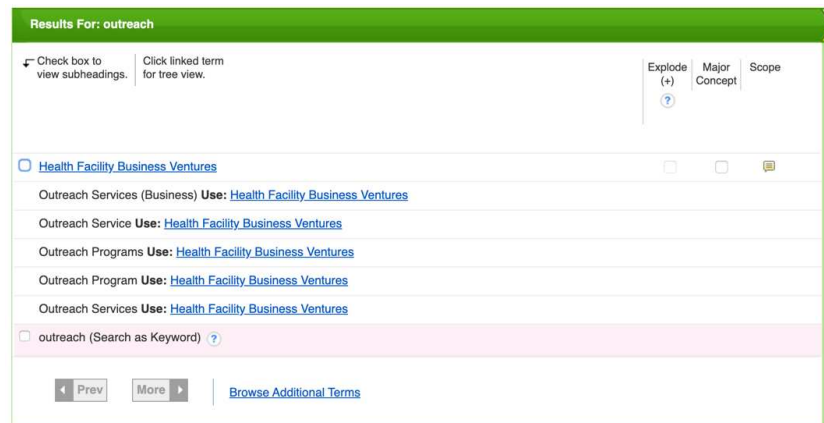 Results For: outreach
Check box to
view subheadings.
Click linked term
for tree view.
Explode
(+)
?
Major
Concept
Scope
Health Facility Business Ventures
Outreach Services (Business) Use: Health Facility Business Ventures
Outreach Service Use: Health Facility Business Ventures
Outreach Programs Use: Health Facility Business Ventures
Outreach Program Use: Health Facility Business Ventures
Outreach Services Use: Health Facility Business Ventures
outreach (Search as Keyword) ?
Prev More Browse Additional Terms